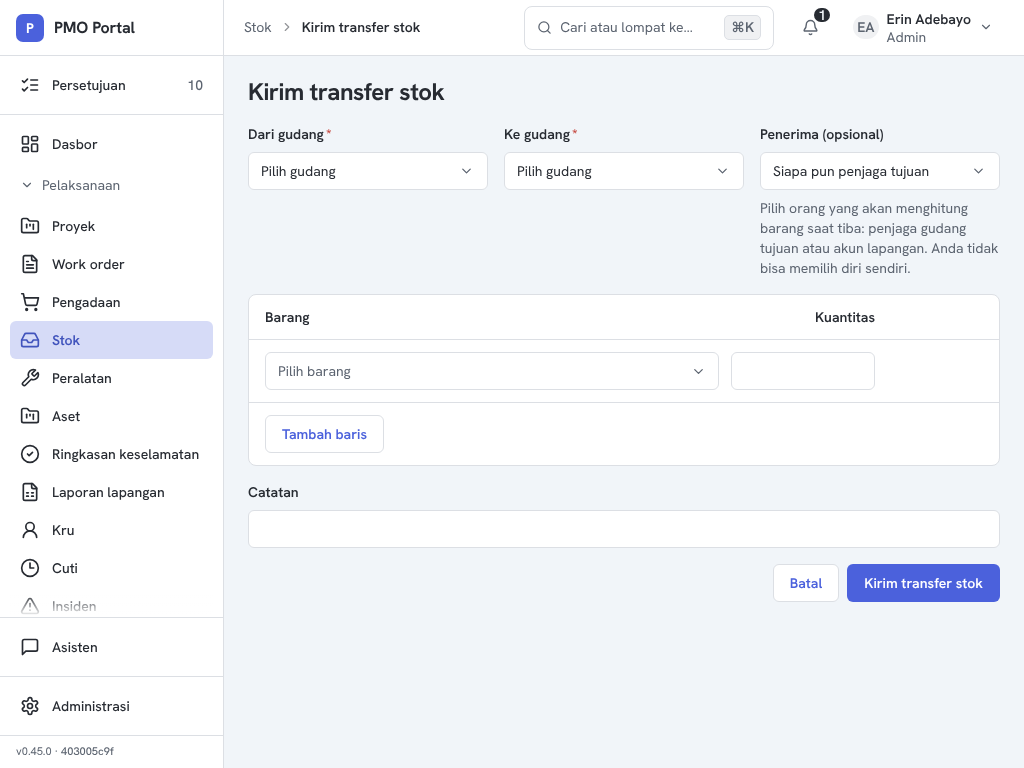 P PMO Portal
Stok > Kirim transfer stok
Cari atau lompat ke... ⌘K
1
EA Erin Adebayo
Admin
Persetujuan 10
Dasbor
Pelaksanaan
Proyek
Work order
Pengadaan
Stok
Peralatan
Aset
Ringkasan keselamatan
Laporan lapangan
Kru
Cuti
Insiden
Asisten
Administrasi
v0.45.0 · 403005c9f
Kirim transfer stok
Dari gudang *
Pilih gudang
Ke gudang *
Pilih gudang
Penerima (opsional)
Siapa pun penjaga tujuan
Pilih orang yang akan menghitung
barang saat tiba: penjaga gudang
tujuan atau akun lapangan. Anda tidak
bisa memilih diri sendiri.
Barang Kuantitas
Pilih barang
Tambah baris
Catatan
Batal Kirim transfer stok